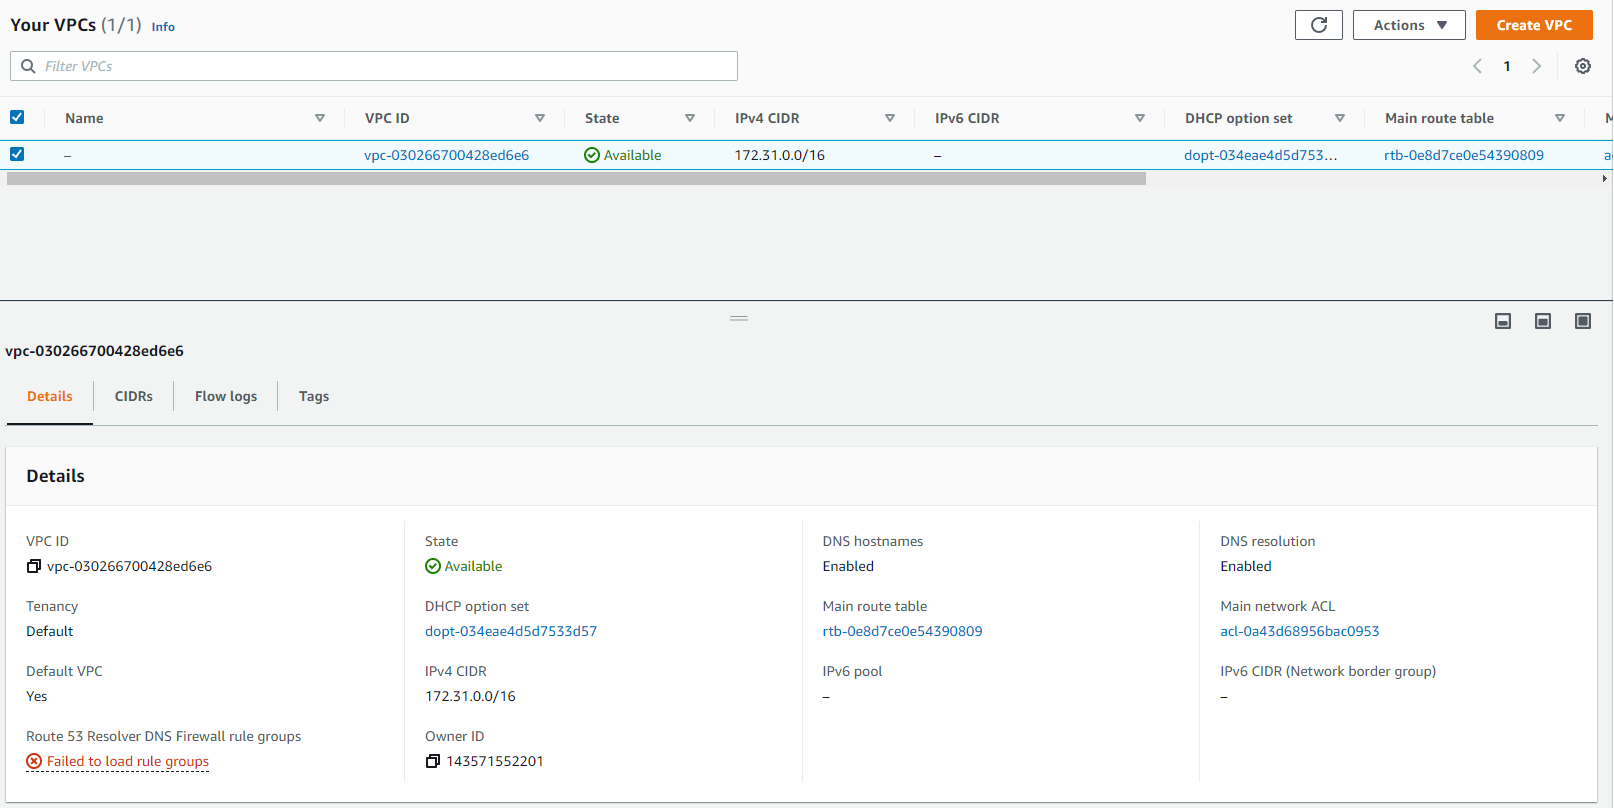 Your VPCs (1/1) Info
Actions
Create VPC
Filter VPCs
1
Name VPC ID State IPv4 CIDR IPv6 CIDR DHCP option set Main route table M
– vpc-030266700428ed6e6 Available 172.31.0.0/16 – dopt-034eae4d5d753... rtb-0e8d7ce0e54390809 a
vpc-030266700428ed6e6
Details CIDRs Flow logs Tags
Details
VPC ID State DNS hostnames DNS resolution
vpc-030266700428ed6e6 Available Enabled Enabled
Tenancy DHCP option set Main route table Main network ACL
Default dopt-034eae4d5d7533d57 rtb-0e8d7ce0e54390809 acl-0a43d68956bac0953
Default VPC IPv4 CIDR IPv6 pool IPv6 CIDR (Network border group)
Yes 172.31.0.0/16 – –
Route 53 Resolver DNS Firewall rule groups Owner ID
Failed to load rule groups 143571552201